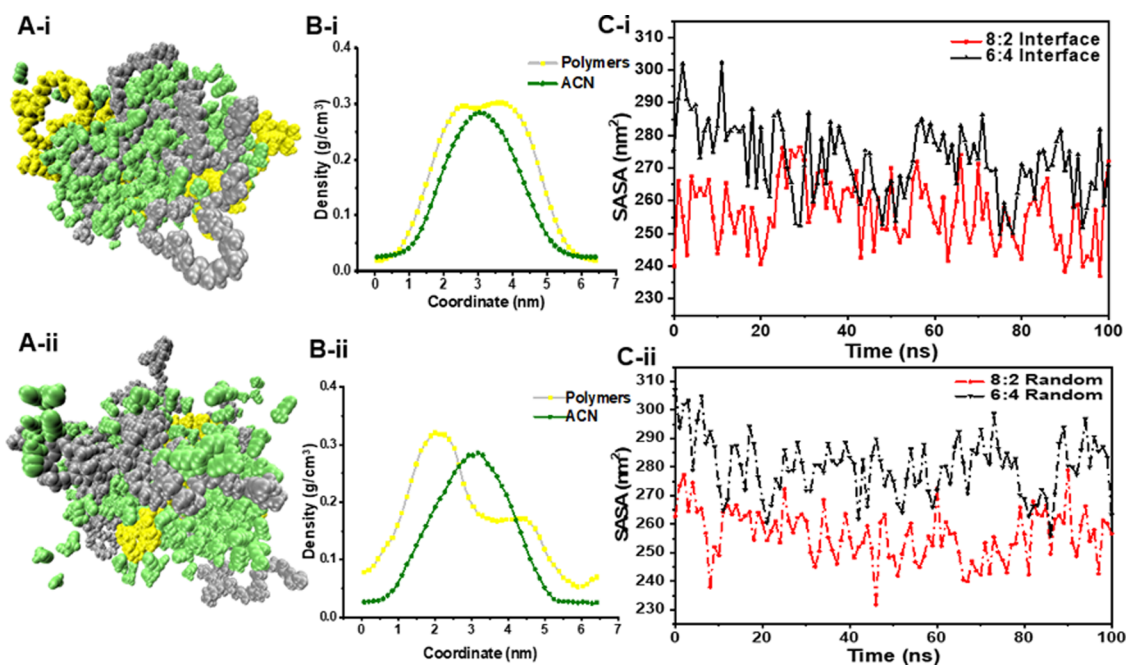 A-i
B-i
0.4
0.3
0.2
0.1
0.0
Density (g/cm³)
0 1 2 3 4 5 6 7
Coordinate (nm)
Polymers
ACN
C-i
310
300
290
280
270
260
250
240
230
SASA (nm²)
0 20 40 60 80 100
Time (ns)
8:2 Interface
6:4 Interface
A-ii
B-ii
0.4
0.3
0.2
0.1
0.0
Density (g/cm³)
0 1 2 3 4 5 6 7
Coordinate (nm)
Polymers
ACN
C-ii
310
300
290
280
270
260
250
240
230
SASA (nm²)
0 20 40 60 80 100
Time (ns)
8:2 Random
6:4 Random